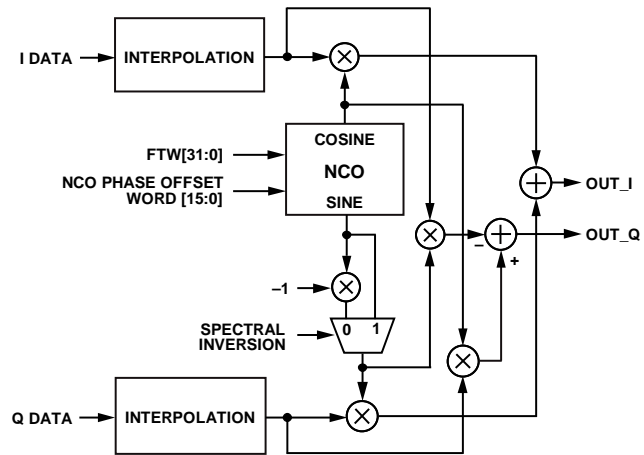 I DATA
INTERPOLATION
COSINE
FTW[31:0]
NCO
NCO PHASE OFFSET
WORD [15:0]
SINE
OUT_I
OUT_Q
–
+
–1
0 1
SPECTRAL
INVERSION
Q DATA
INTERPOLATION